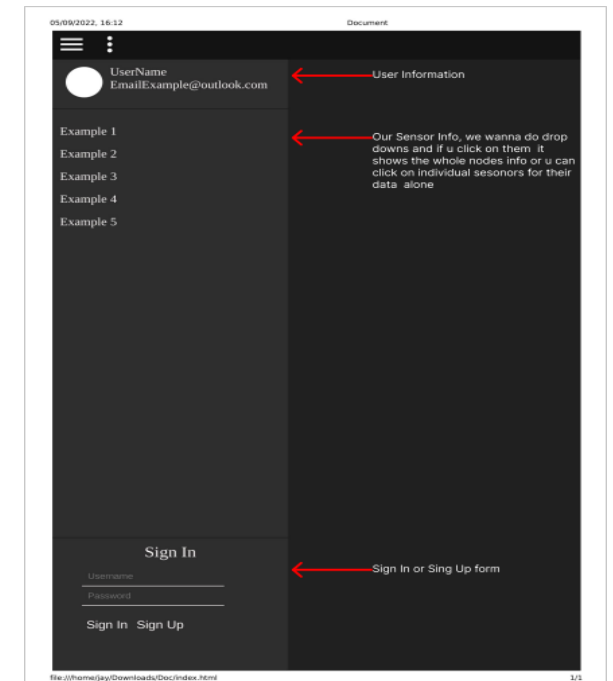 05/09/2022, 16:12 Document
UserName
EmailExample@outlook.com
User Information
Example 1
Example 2
Example 3
Example 4
Example 5
Our Sensor Info, we wanna do drop
downs and if u click on them it
shows the whole nodes info or u can
click on individual sesonors for their
data alone
Sign In
Username
Password
Sign In Sign Up
Sign In or Sing Up form
file:///home/jay/Downloads/Doc/index.html 1/1